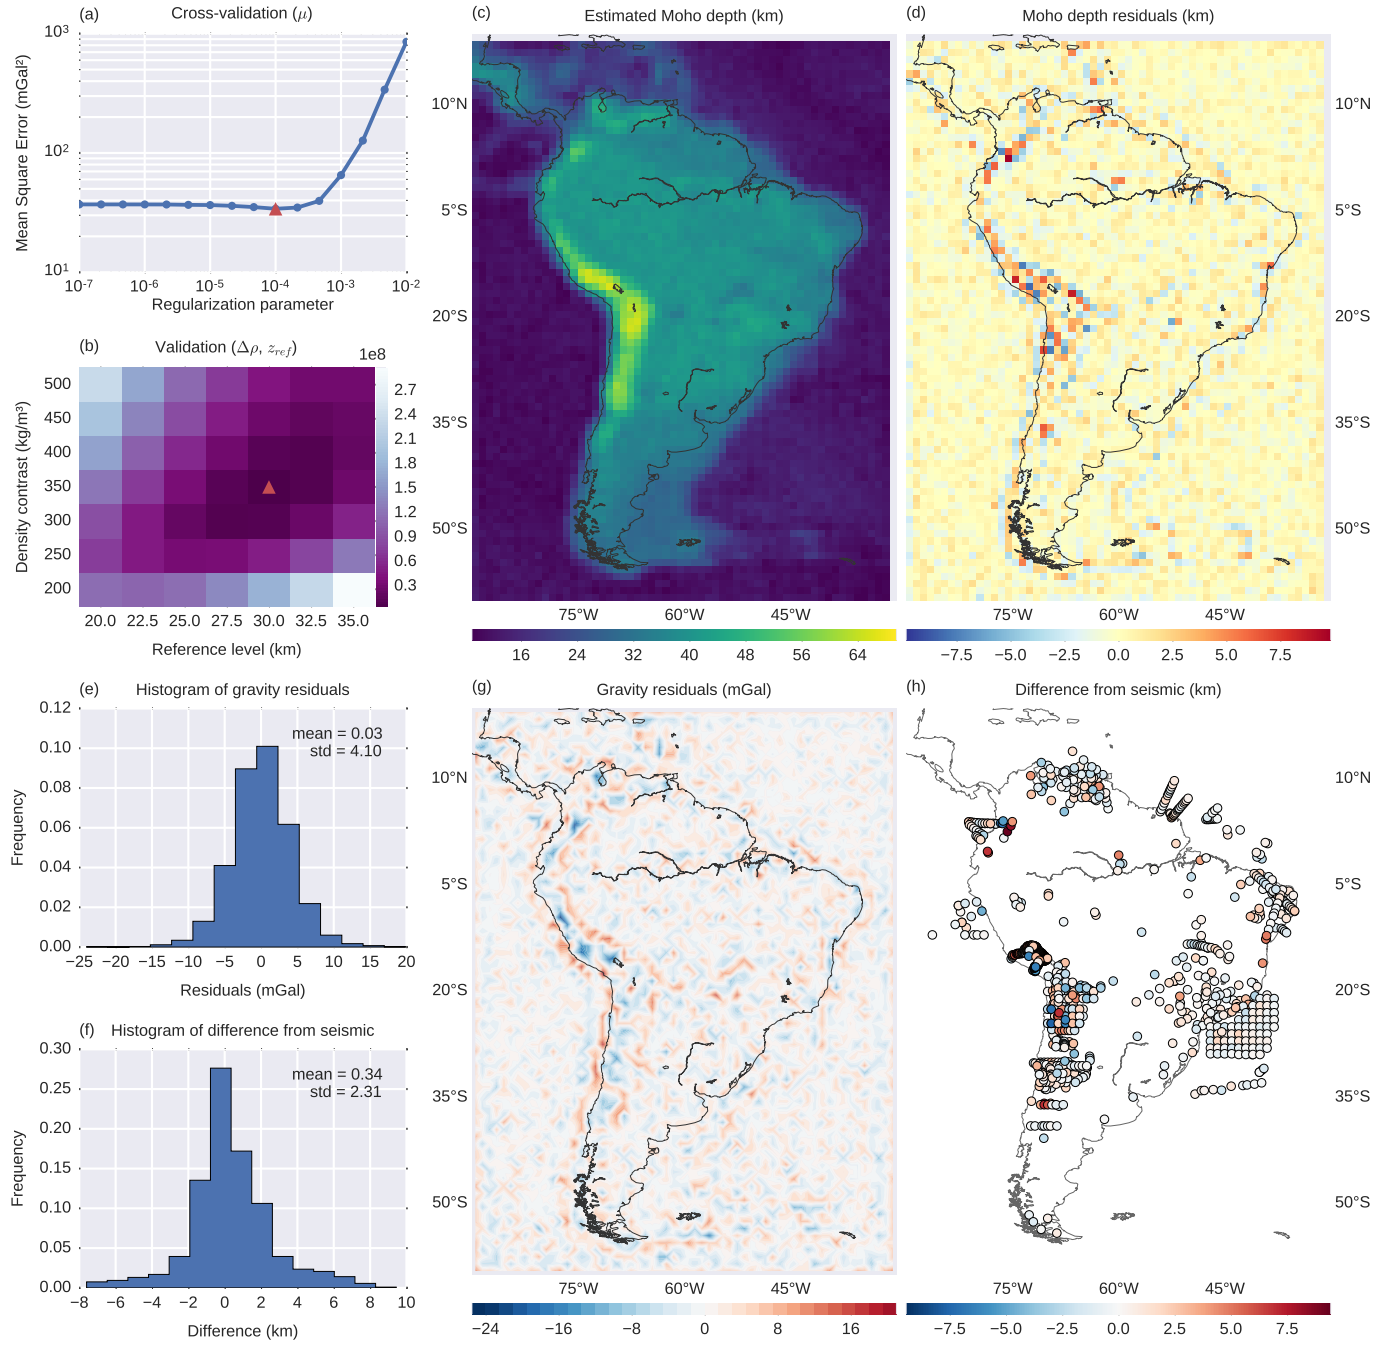 (a) Cross-validation (μ)
Mean Square Error (mGal²)
10³
10²
10¹
10⁻⁷ 10⁻⁶ 10⁻⁵ 10⁻⁴ 10⁻³ 10⁻²
Regularization parameter
(b) Validation (Δρ, z_ref)
1e8
Density contrast (kg/m³)
500
450
400
350
300
250
200
2.7
2.4
2.1
1.8
1.5
1.2
0.9
0.6
0.3
20.0 22.5 25.0 27.5 30.0 32.5 35.0
Reference level (km)
(c) Estimated Moho depth (km)
10°N
5°S
20°S
35°S
50°S
75°W 60°W 45°W
16 24 32 40 48 56 64
(d) Moho depth residuals (km)
10°N
5°S
20°S
35°S
50°S
75°W 60°W 45°W
−7.5 −5.0 −2.5 0.0 2.5 5.0 7.5
(e) Histogram of gravity residuals
mean = 0.03
std = 4.10
Frequency
0.12
0.10
0.08
0.06
0.04
0.02
0.00
−25 −20 −15 −10 −5 0 5 10 15 20
Residuals (mGal)
(f) Histogram of difference from seismic
mean = 0.34
std = 2.31
Frequency
0.30
0.25
0.20
0.15
0.10
0.05
0.00
−8 −6 −4 −2 0 2 4 6 8 10
Difference (km)
(g) Gravity residuals (mGal)
10°N
5°S
20°S
35°S
50°S
75°W 60°W 45°W
−24 −16 −8 0 8 16
(h) Difference from seismic (km)
10°N
5°S
20°S
35°S
50°S
75°W 60°W 45°W
−7.5 −5.0 −2.5 0.0 2.5 5.0 7.5